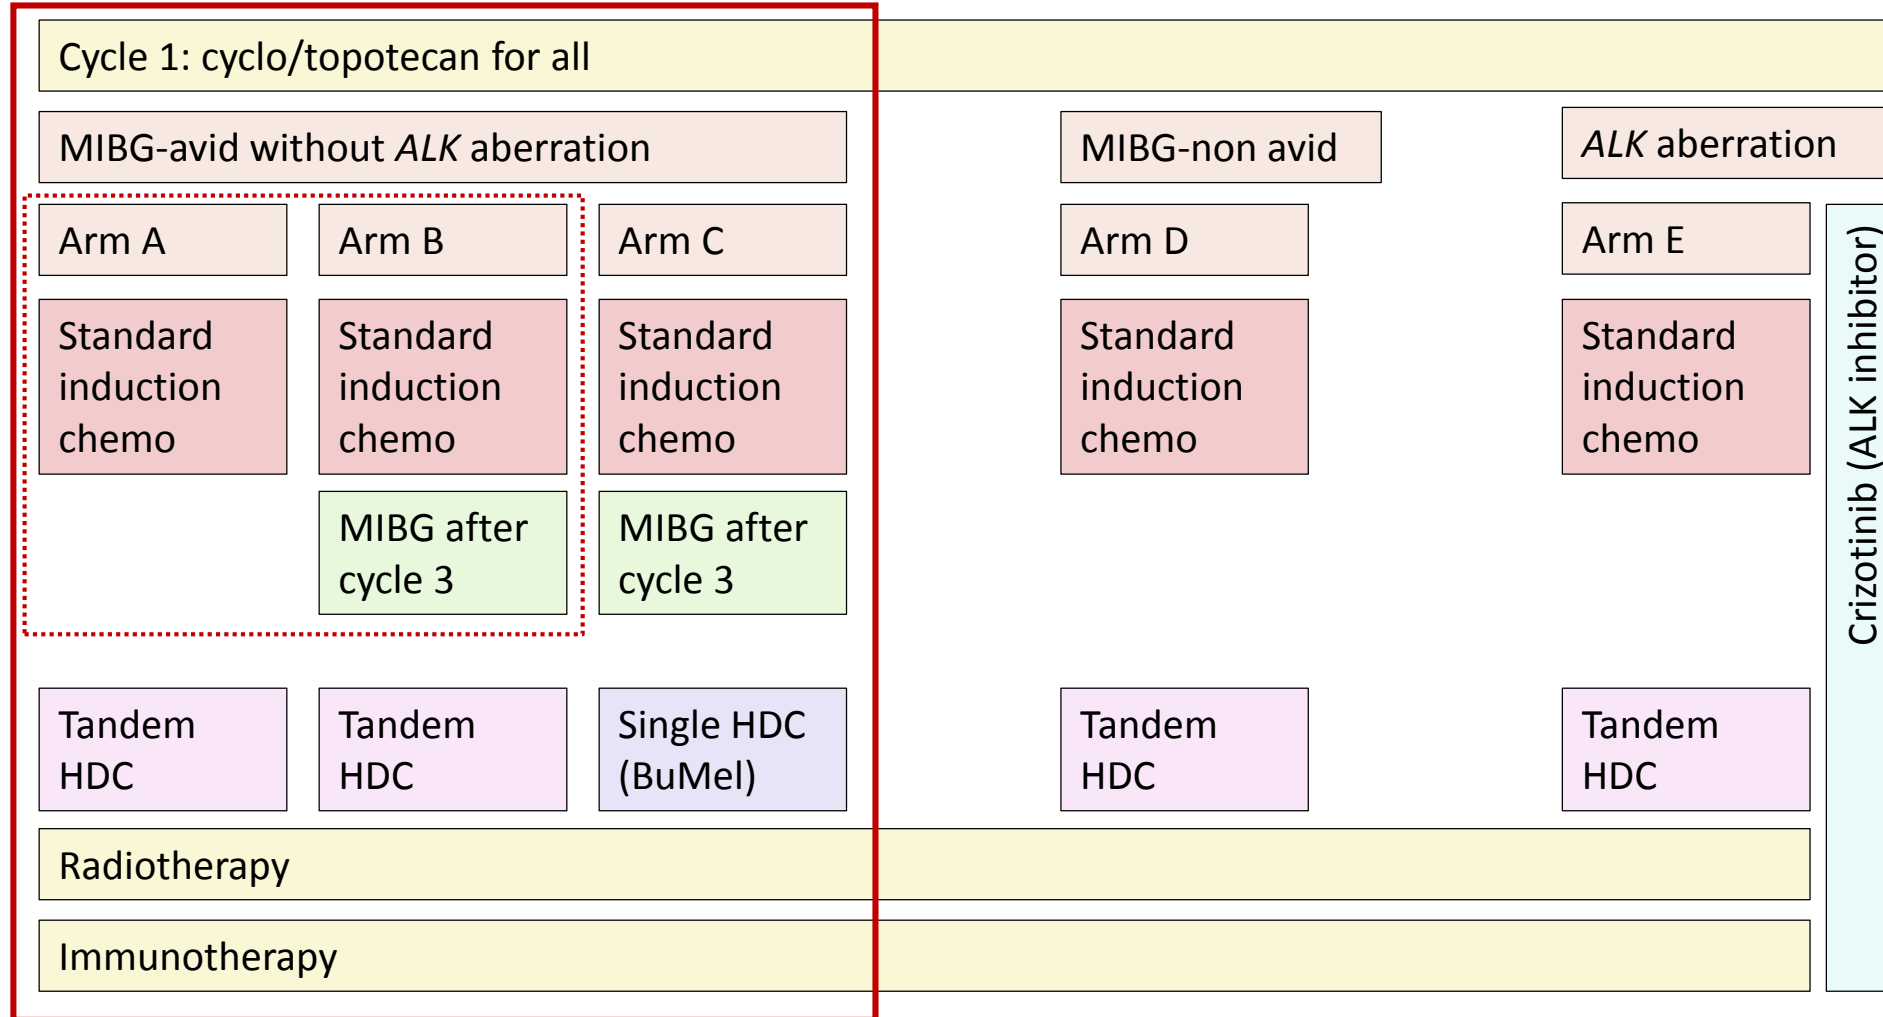 Cycle 1: cyclo/topotecan for all
MIBG-avid without ALK aberration
MIBG-non avid
ALK aberration
Arm A
Arm B
Arm C
Arm D
Arm E
Standard
induction
chemo
Standard
induction
chemo
Standard
induction
chemo
Standard
induction
chemo
Standard
induction
chemo
MIBG after
cycle 3
MIBG after
cycle 3
Tandem
HDC
Tandem
HDC
Single HDC
(BuMel)
Tandem
HDC
Tandem
HDC
Crizotinib (ALK inhibitor)
Radiotherapy
Immunotherapy